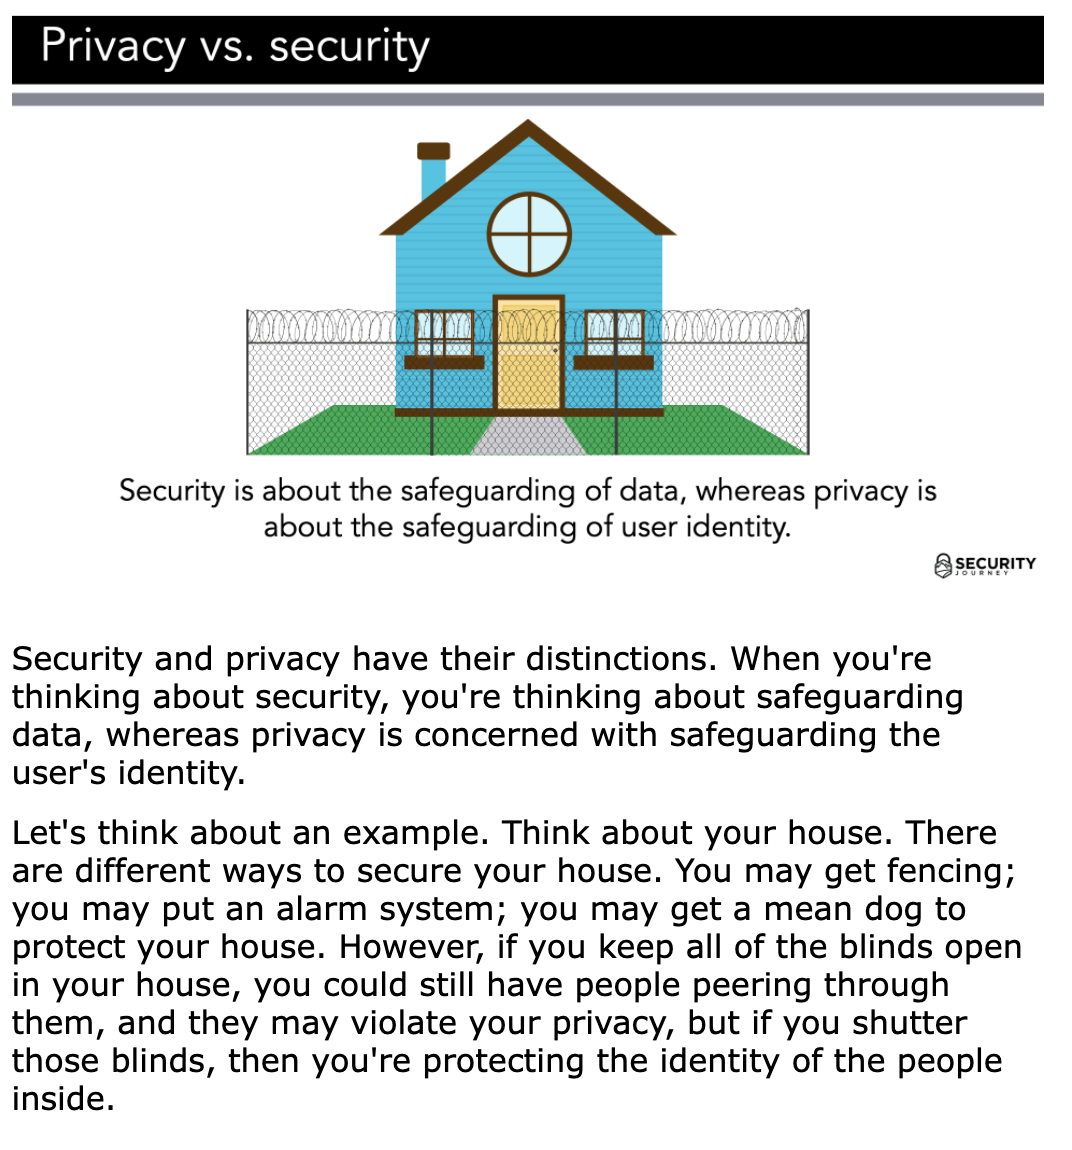 Privacy vs. security
Security is about the safeguarding of data, whereas privacy is
about the safeguarding of user identity.
SECURITY
JOURNEY
Security and privacy have their distinctions. When you're
thinking about security, you're thinking about safeguarding
data, whereas privacy is concerned with safeguarding the
user's identity.
Let's think about an example. Think about your house. There
are different ways to secure your house. You may get fencing;
you may put an alarm system; you may get a mean dog to
protect your house. However, if you keep all of the blinds open
in your house, you could still have people peering through
them, and they may violate your privacy, but if you shutter
those blinds, then you're protecting the identity of the people
inside.